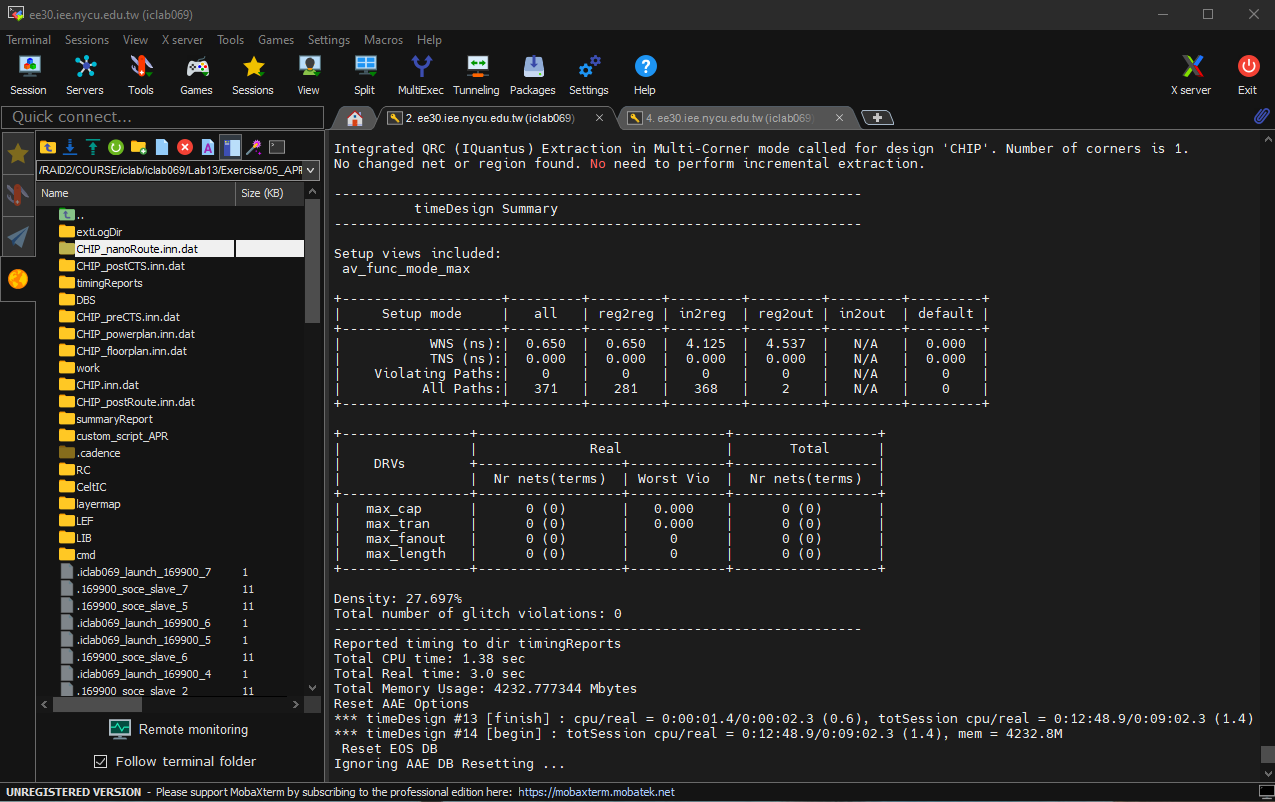 ee30.iee.nycu.edu.tw (iclab069)
Terminal Sessions View X server Tools Games Settings Macros Help
Session Servers Tools Games Sessions View Split MultiExec Tunneling Packages Settings Help X server Exit
Quick connect...
2. ee30.iee.nycu.edu.tw (iclab069)
4. ee30.iee.nycu.edu.tw (iclab069)
/RAID2/COURSE/iclab/iclab069/Lab13/Exercise/05_APR
Name Size (KB)
..
extLogDir
CHIP_nanoRoute.inn.dat
CHIP_postCTS.inn.dat
timingReports
DBS
CHIP_preCTS.inn.dat
CHIP_powerplan.inn.dat
CHIP_floorplan.inn.dat
work
CHIP.inn.dat
CHIP_postRoute.inn.dat
summaryReport
custom_script_APR
.cadence
RC
CeltIC
layermap
LEF
LIB
cmd
.iclab069_launch_169900_7 1
.169900_soce_slave_7 11
.169900_soce_slave_5 11
.iclab069_launch_169900_6 1
.iclab069_launch_169900_5 1
.169900_soce_slave_6 11
.iclab069_launch_169900_4 1
.169900_soce_slave_2 11
Remote monitoring
Follow terminal folder
Integrated QRC (IQuantus) Extraction in Multi-Corner mode called for design 'CHIP'. Number of corners is 1.
No changed net or region found. No need to perform incremental extraction.
------------------------------------------------------------------
timeDesign Summary
------------------------------------------------------------------
Setup views included:
av_func_mode_max
+--------------------+---------+---------+---------+---------+---------+---------+
| Setup mode | all | reg2reg | in2reg | reg2out | in2out | default |
+--------------------+---------+---------+---------+---------+---------+---------+
| WNS (ns):| 0.650 | 0.650 | 4.125 | 4.537 | N/A | 0.000 |
| TNS (ns):| 0.000 | 0.000 | 0.000 | 0.000 | N/A | 0.000 |
| Violating Paths:| 0 | 0 | 0 | 0 | N/A | 0 |
| All Paths:| 371 | 281 | 368 | 2 | N/A | 0 |
+--------------------+---------+---------+---------+---------+---------+---------+
+----------------+-------------------------------+------------------+
| | Real | Total |
| DRVs +------------------+------------+------------------|
| | Nr nets(terms) | Worst Vio | Nr nets(terms) |
+----------------+------------------+------------+------------------+
| max_cap | 0 (0) | 0.000 | 0 (0) |
| max_tran | 0 (0) | 0.000 | 0 (0) |
| max_fanout | 0 (0) | 0 | 0 (0) |
| max_length | 0 (0) | 0 | 0 (0) |
+----------------+------------------+------------+------------------+
Density: 27.697%
Total number of glitch violations: 0
------------------------------------------------------------------
Reported timing to dir timingReports
Total CPU time: 1.38 sec
Total Real time: 3.0 sec
Total Memory Usage: 4232.777344 Mbytes
Reset AAE Options
*** timeDesign #13 [finish] : cpu/real = 0:00:01.4/0:00:02.3 (0.6), totSession cpu/real = 0:12:48.9/0:09:02.3 (1.4)
*** timeDesign #14 [begin] : totSession cpu/real = 0:12:48.9/0:09:02.3 (1.4), mem = 4232.8M
Reset EOS DB
Ignoring AAE DB Resetting ...
UNREGISTERED VERSION - Please support MobaXterm by subscribing to the professional edition here: https://mobaxterm.mobatek.net